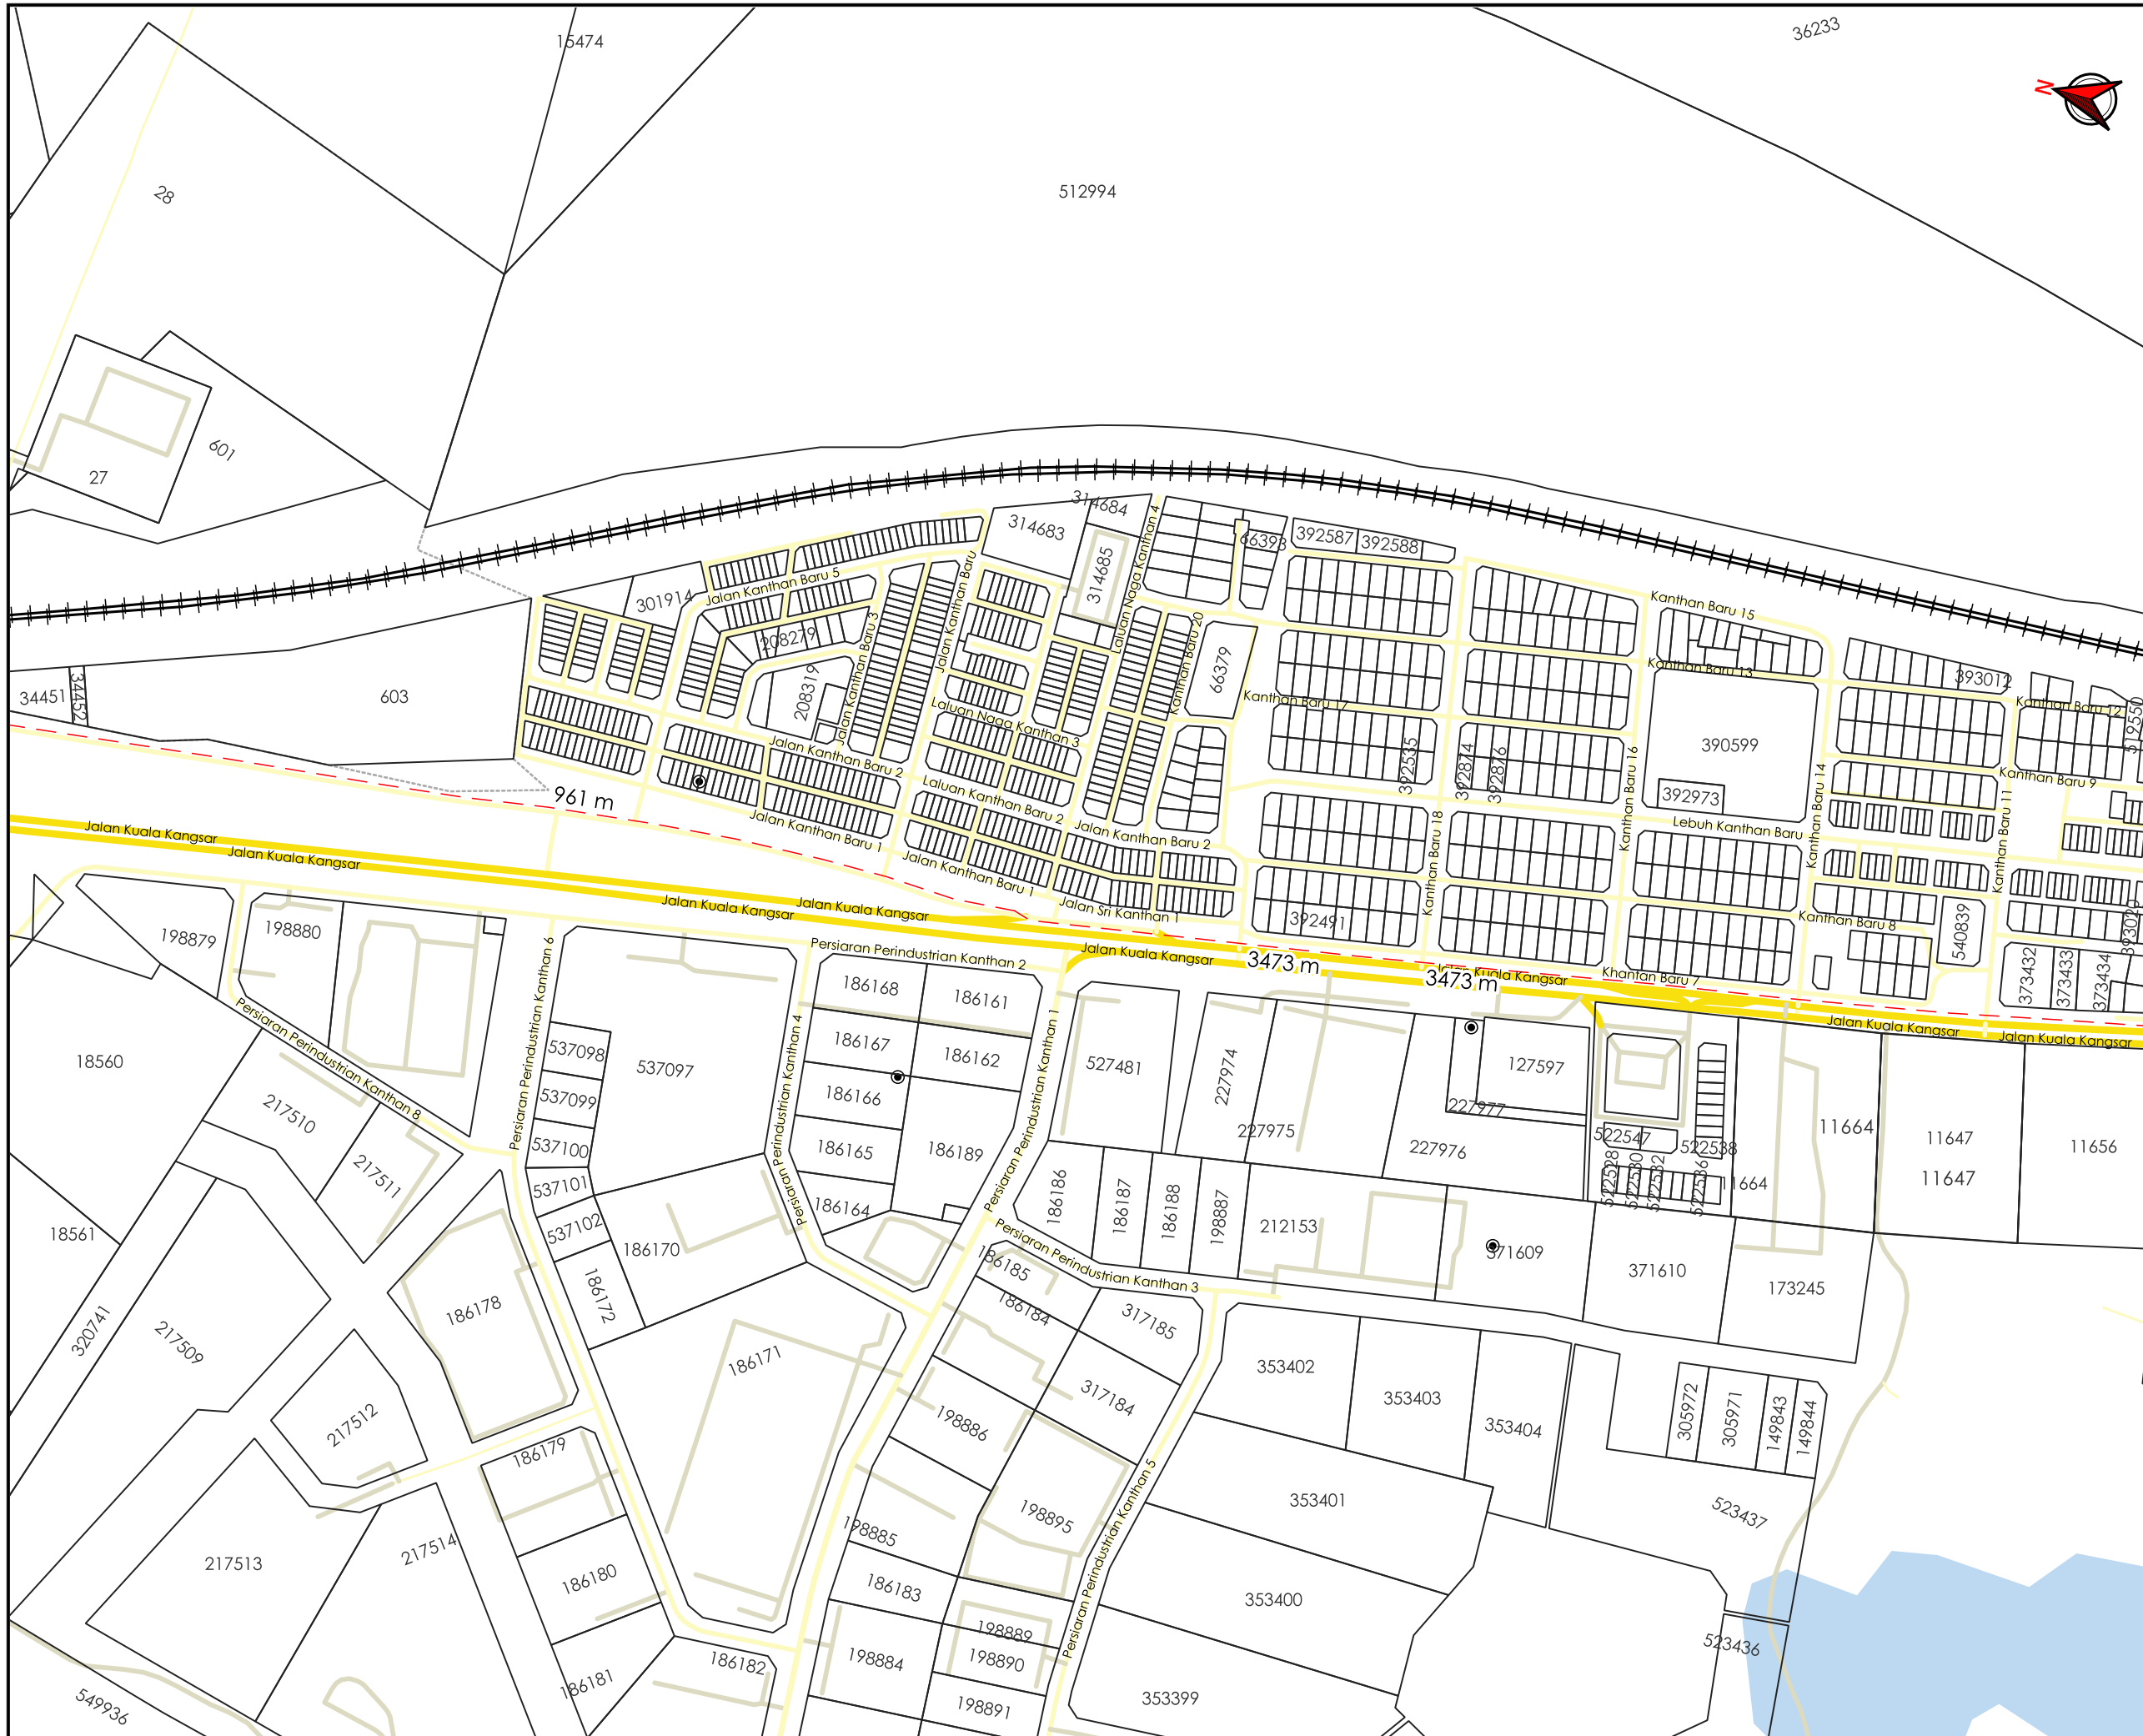 15474
36233
N
28
512994
601
27
314684
314683
314685
Laluan Naga Kanthan 4
66393
392587
392588
301914
Jalan Kanthan Baru 5
208279
Jalan Kanthan Baru 3
Jalan Kanthan Baru
208319
Kanthan Baru 20
66379
Kanthan Baru 15
Kanthan Baru 13
393012
Kanthan Baru 12
519550
34451
34452
603
Laluan Naga Kanthan 3
Kanthan Baru 17
392535
392874
392876
Kanthan Baru 16
390599
392973
Kanthan Baru 14
Kanthan Baru 9
Kanthan Baru 11
Jalan Kanthan Baru 2
Laluan Kanthan Baru 2
Jalan Kanthan Baru 2
Lebuh Kanthan Baru
961 m
Jalan Kanthan Baru 1
Jalan Kanthan Baru 1
Jalan Sri Kanthan 1
Kanthan Baru 18
392491
Kanthan Baru 8
540839
393029
Jalan Kuala Kangsar
Jalan Kuala Kangsar
Jalan Kuala Kangsar
Jalan Kuala Kangsar
Jalan Kuala Kangsar
3473 m
3473 m
Jalan Kuala Kangsar
Khantan Baru 7
373432
373433
373434
Jalan Kuala Kangsar
Jalan Kuala Kangsar
198879
198880
Persiaran Perindustrian Kanthan 6
Persiaran Perindustrian Kanthan 2
186168
186161
186167
186162
186166
186165
186189
186164
Persiaran Perindustrian Kanthan 4
Persiaran Perindustrian Kanthan 1
Persiaran Perindustrian Kanthan 8
18560
217510
217511
537098
537099
537100
537101
537102
537097
186170
186172
527481
227974
227975
227976
227977
127597
522547
522538
522528
522530
522532
522536
11664
11664
11647
11647
11656
18561
320741
217509
186178
186171
186186
186187
186188
198887
212153
371609
371610
173245
Persiaran Perindustrian Kanthan 3
186185
186184
317185
317184
353402
353403
353404
305972
305971
149843
149844
217512
186179
198886
198895
Persiaran Perindustrian Kanthan 5
353401
523437
217513
217514
186180
198885
186183
353400
198889
198890
198884
198891
186181
186182
353399
523436
549936